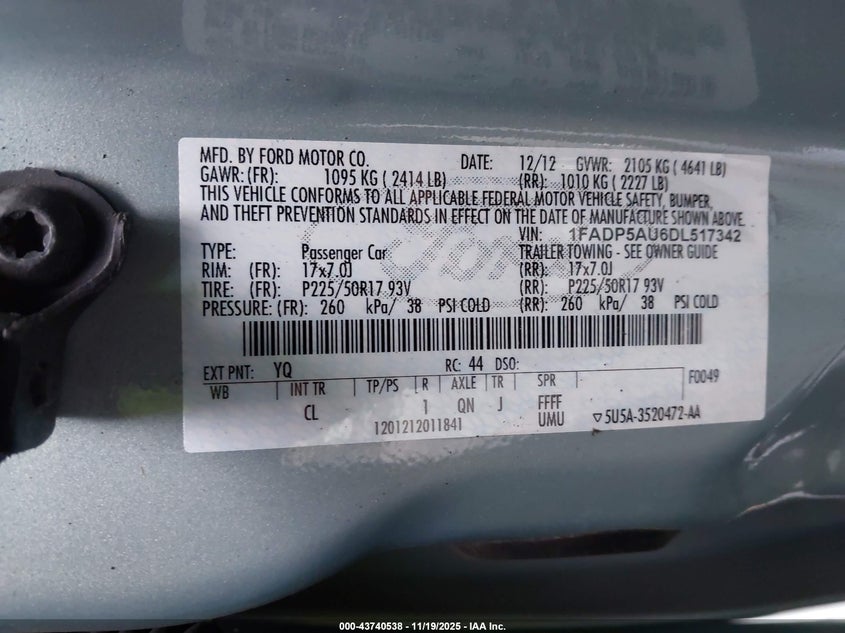 MFD. BY FORD MOTOR CO. DATE: 12/12 GVWR: 2105 KG ( 4641 LB)
GAWR: (FR): 1095 KG ( 2414 LB) (RR): 1010 KG ( 2227 LB)
THIS VEHICLE CONFORMS TO ALL APPLICABLE FEDERAL MOTOR VEHICLE SAFETY, BUMPER,
AND THEFT PREVENTION STANDARDS IN EFFECT ON THE DATE OF MANUFACTURE SHOWN ABOVE.
VIN: 1FADP5AU6DL517342
TYPE: Passenger Car TRAILER TOWING - SEE OWNER GUIDE
RIM: (FR): 17x7.0J (RR): 17x7.0J
TIRE: (FR): P225/50R17 93V (RR): P225/50R17 93V
PRESSURE: (FR): 260 kPa/ 38 PSI COLD (RR): 260 kPa/ 38 PSI COLD
EXT PNT: YQ RC: 44 DSO: F0049
WB INT TR TP/PS R AXLE TR SPR
CL 1 QN J FFFF
1201212011841 UMU ▽5U5A-3520472-AA
Ford
000-43740538 - 11/19/2025 - IAA Inc.